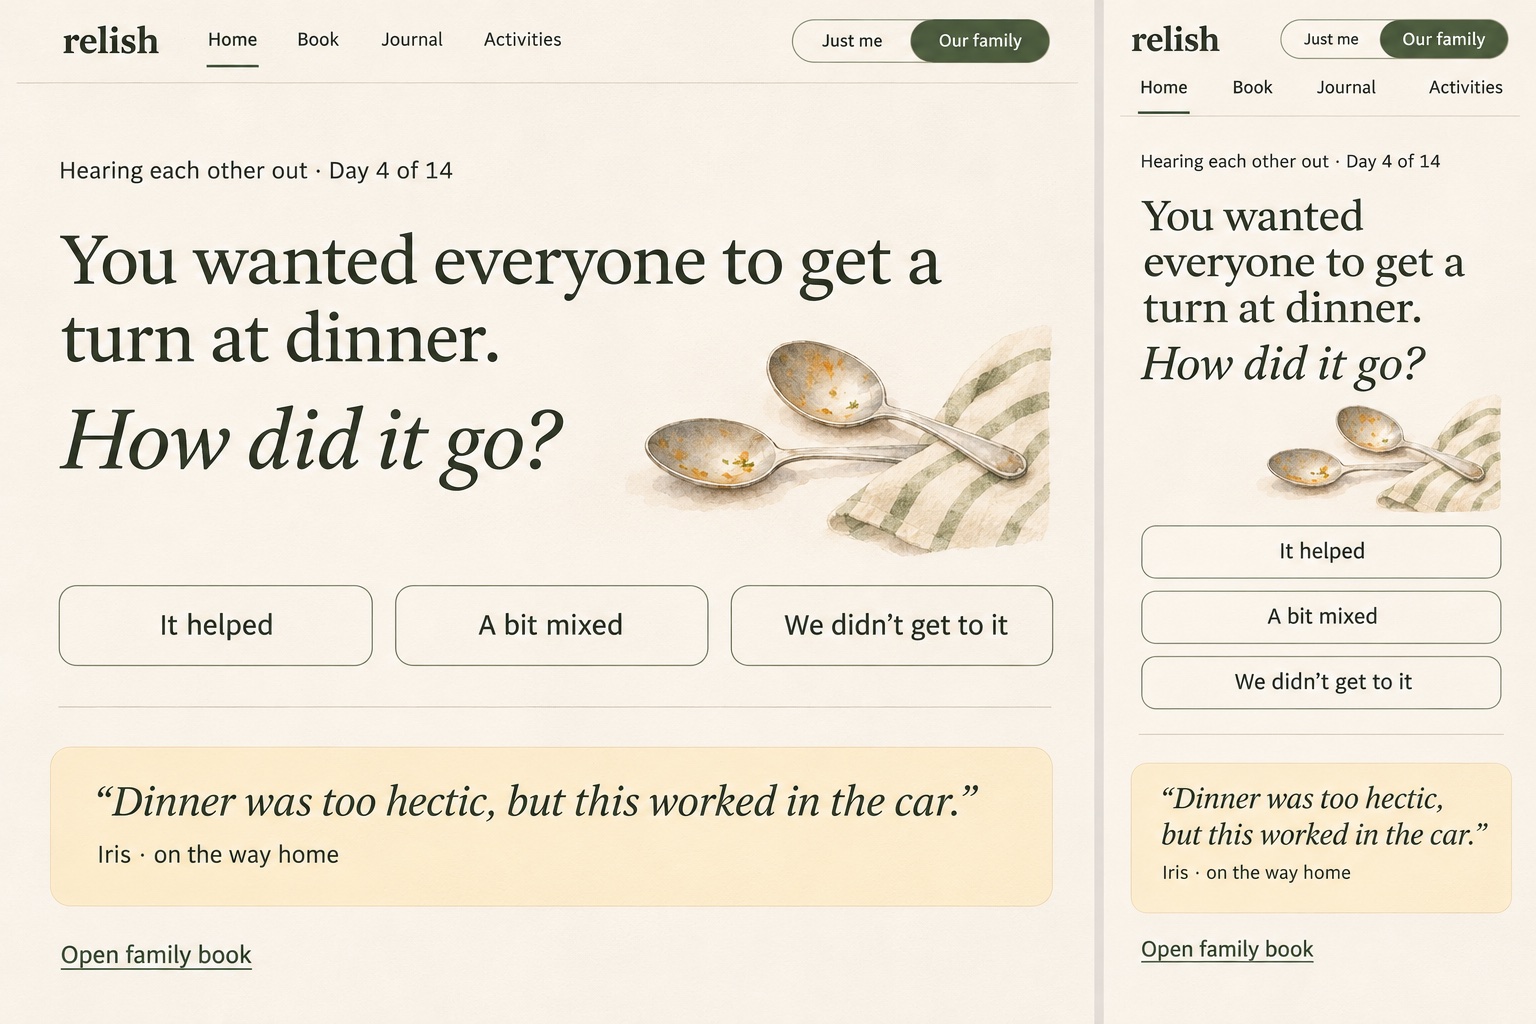 relish
Home
Book
Journal
Activities
Just me
Our family
Hearing each other out · Day 4 of 14
You wanted everyone to get a
turn at dinner.
How did it go?
It helped
A bit mixed
We didn’t get to it
“Dinner was too hectic, but this worked in the car.”
Iris · on the way home
Open family book
relish
Just me
Our family
Home
Book
Journal
Activities
Hearing each other out · Day 4 of 14
You wanted
everyone to get a
turn at dinner.
How did it go?
It helped
A bit mixed
We didn’t get to it
“Dinner was too hectic,
but this worked in the car.”
Iris · on the way home
Open family book